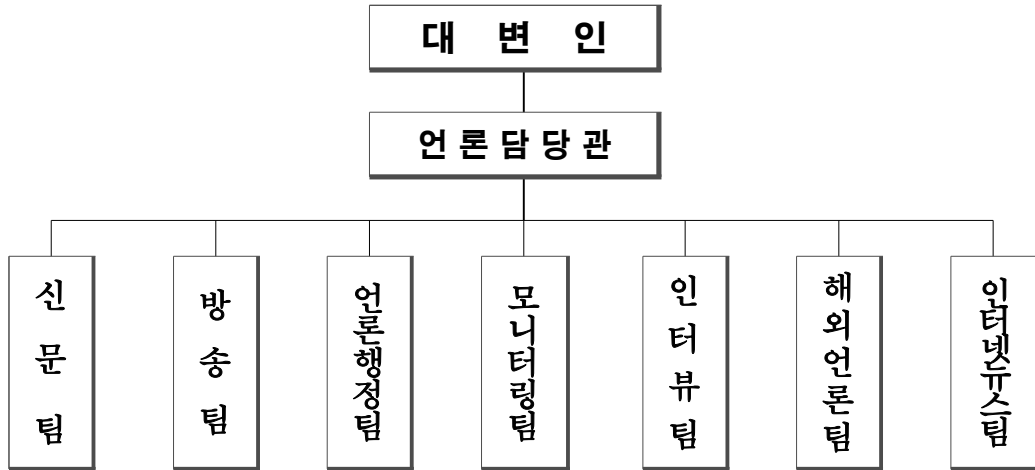 대 변 인
언 론 담 당 관
신 문 팀
방 송 팀
언론행정팀
모니터링팀
인 터 뷰 팀
해외언론팀
인터넷뉴스팀